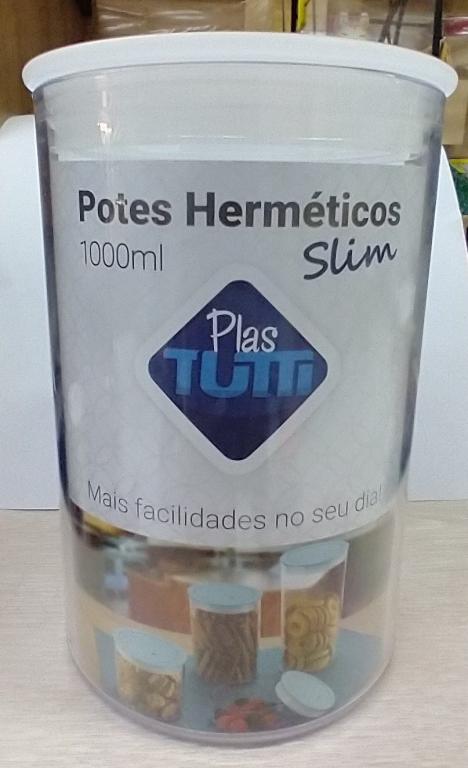 Potes Herméticos
1000ml
Slim
Plas
TUTTI
Mais facilidades no seu dia!